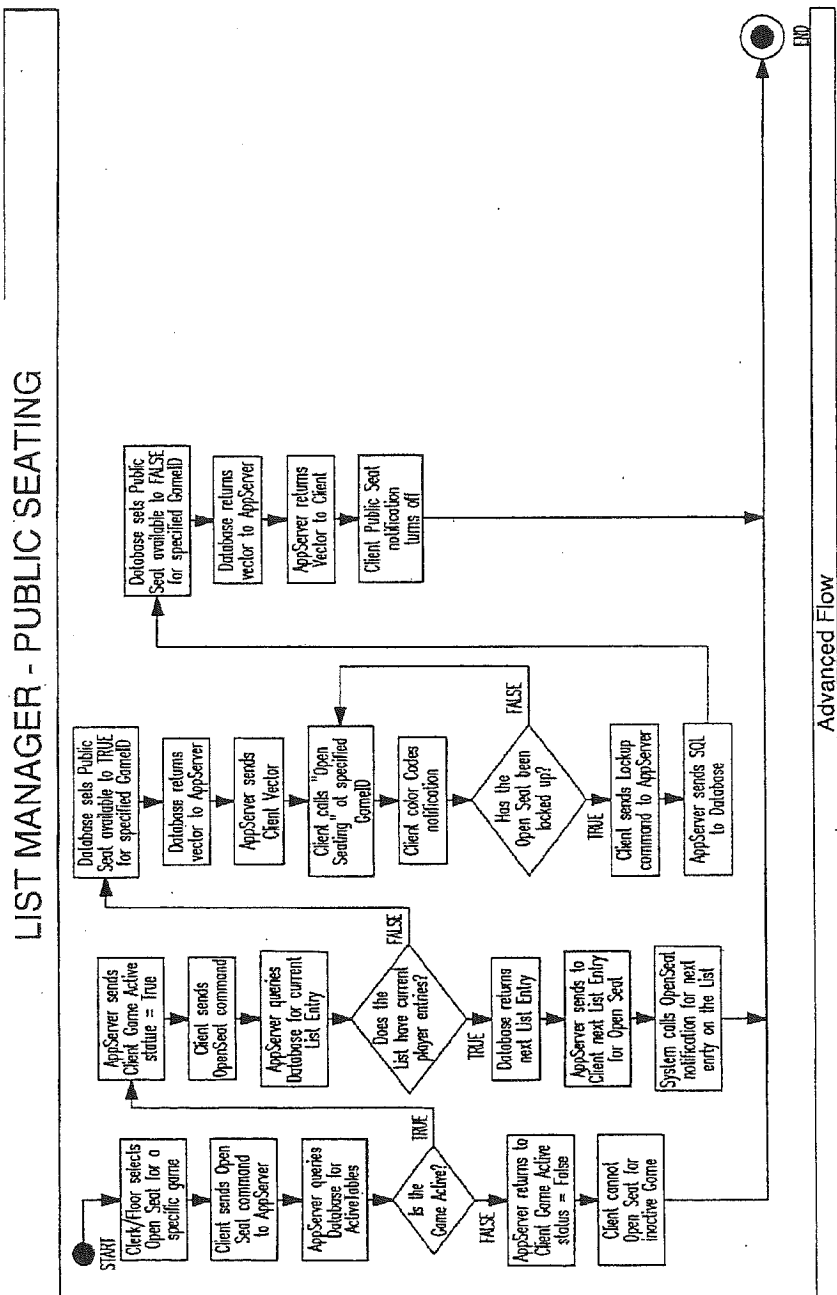 LIST MANAGER - PUBLIC SEATING
START
Clerk/Floor selects
Open Seat for a
specific game
Client sends Open
Seat command
to AppServer
AppServer queries
Database for
ActiveTables
Is the
Game Active?
TRUE
FALSE
AppServer returns to
Client Game Active
status = False
Client cannot
Open Seat for
inactive Game
AppServer sends
Client Game Active
statue = True
Client sends
OpenSeat command
AppServer queries
Database for current
List Entry
Does the
List have current
player entries?
FALSE
TRUE
Database returns
next List Entry
AppServer sends to
Client next List Entry
for Open Seat
System calls OpenSeat
notification for next
enrty on the List
Database sets Public
Seat available to TRUE
for specified GameID
Database returns
vector to AppServer
AppServer sends
Client Vector
Client calls "Open
Seating" at specified
GameID
Client color Codes
notification
Has the
Open Seat been
locked up?
FALSE
TRUE
Client sends Lockup
command to AppServer
AppServer sends SQL
to Database
Database sets Public
Seat available to FALSE
for specified GameID
Database returns
vector to AppServer
AppServer returns
Vector to Client
Client Public Seat
notification
turns off
END
Advanced Flow